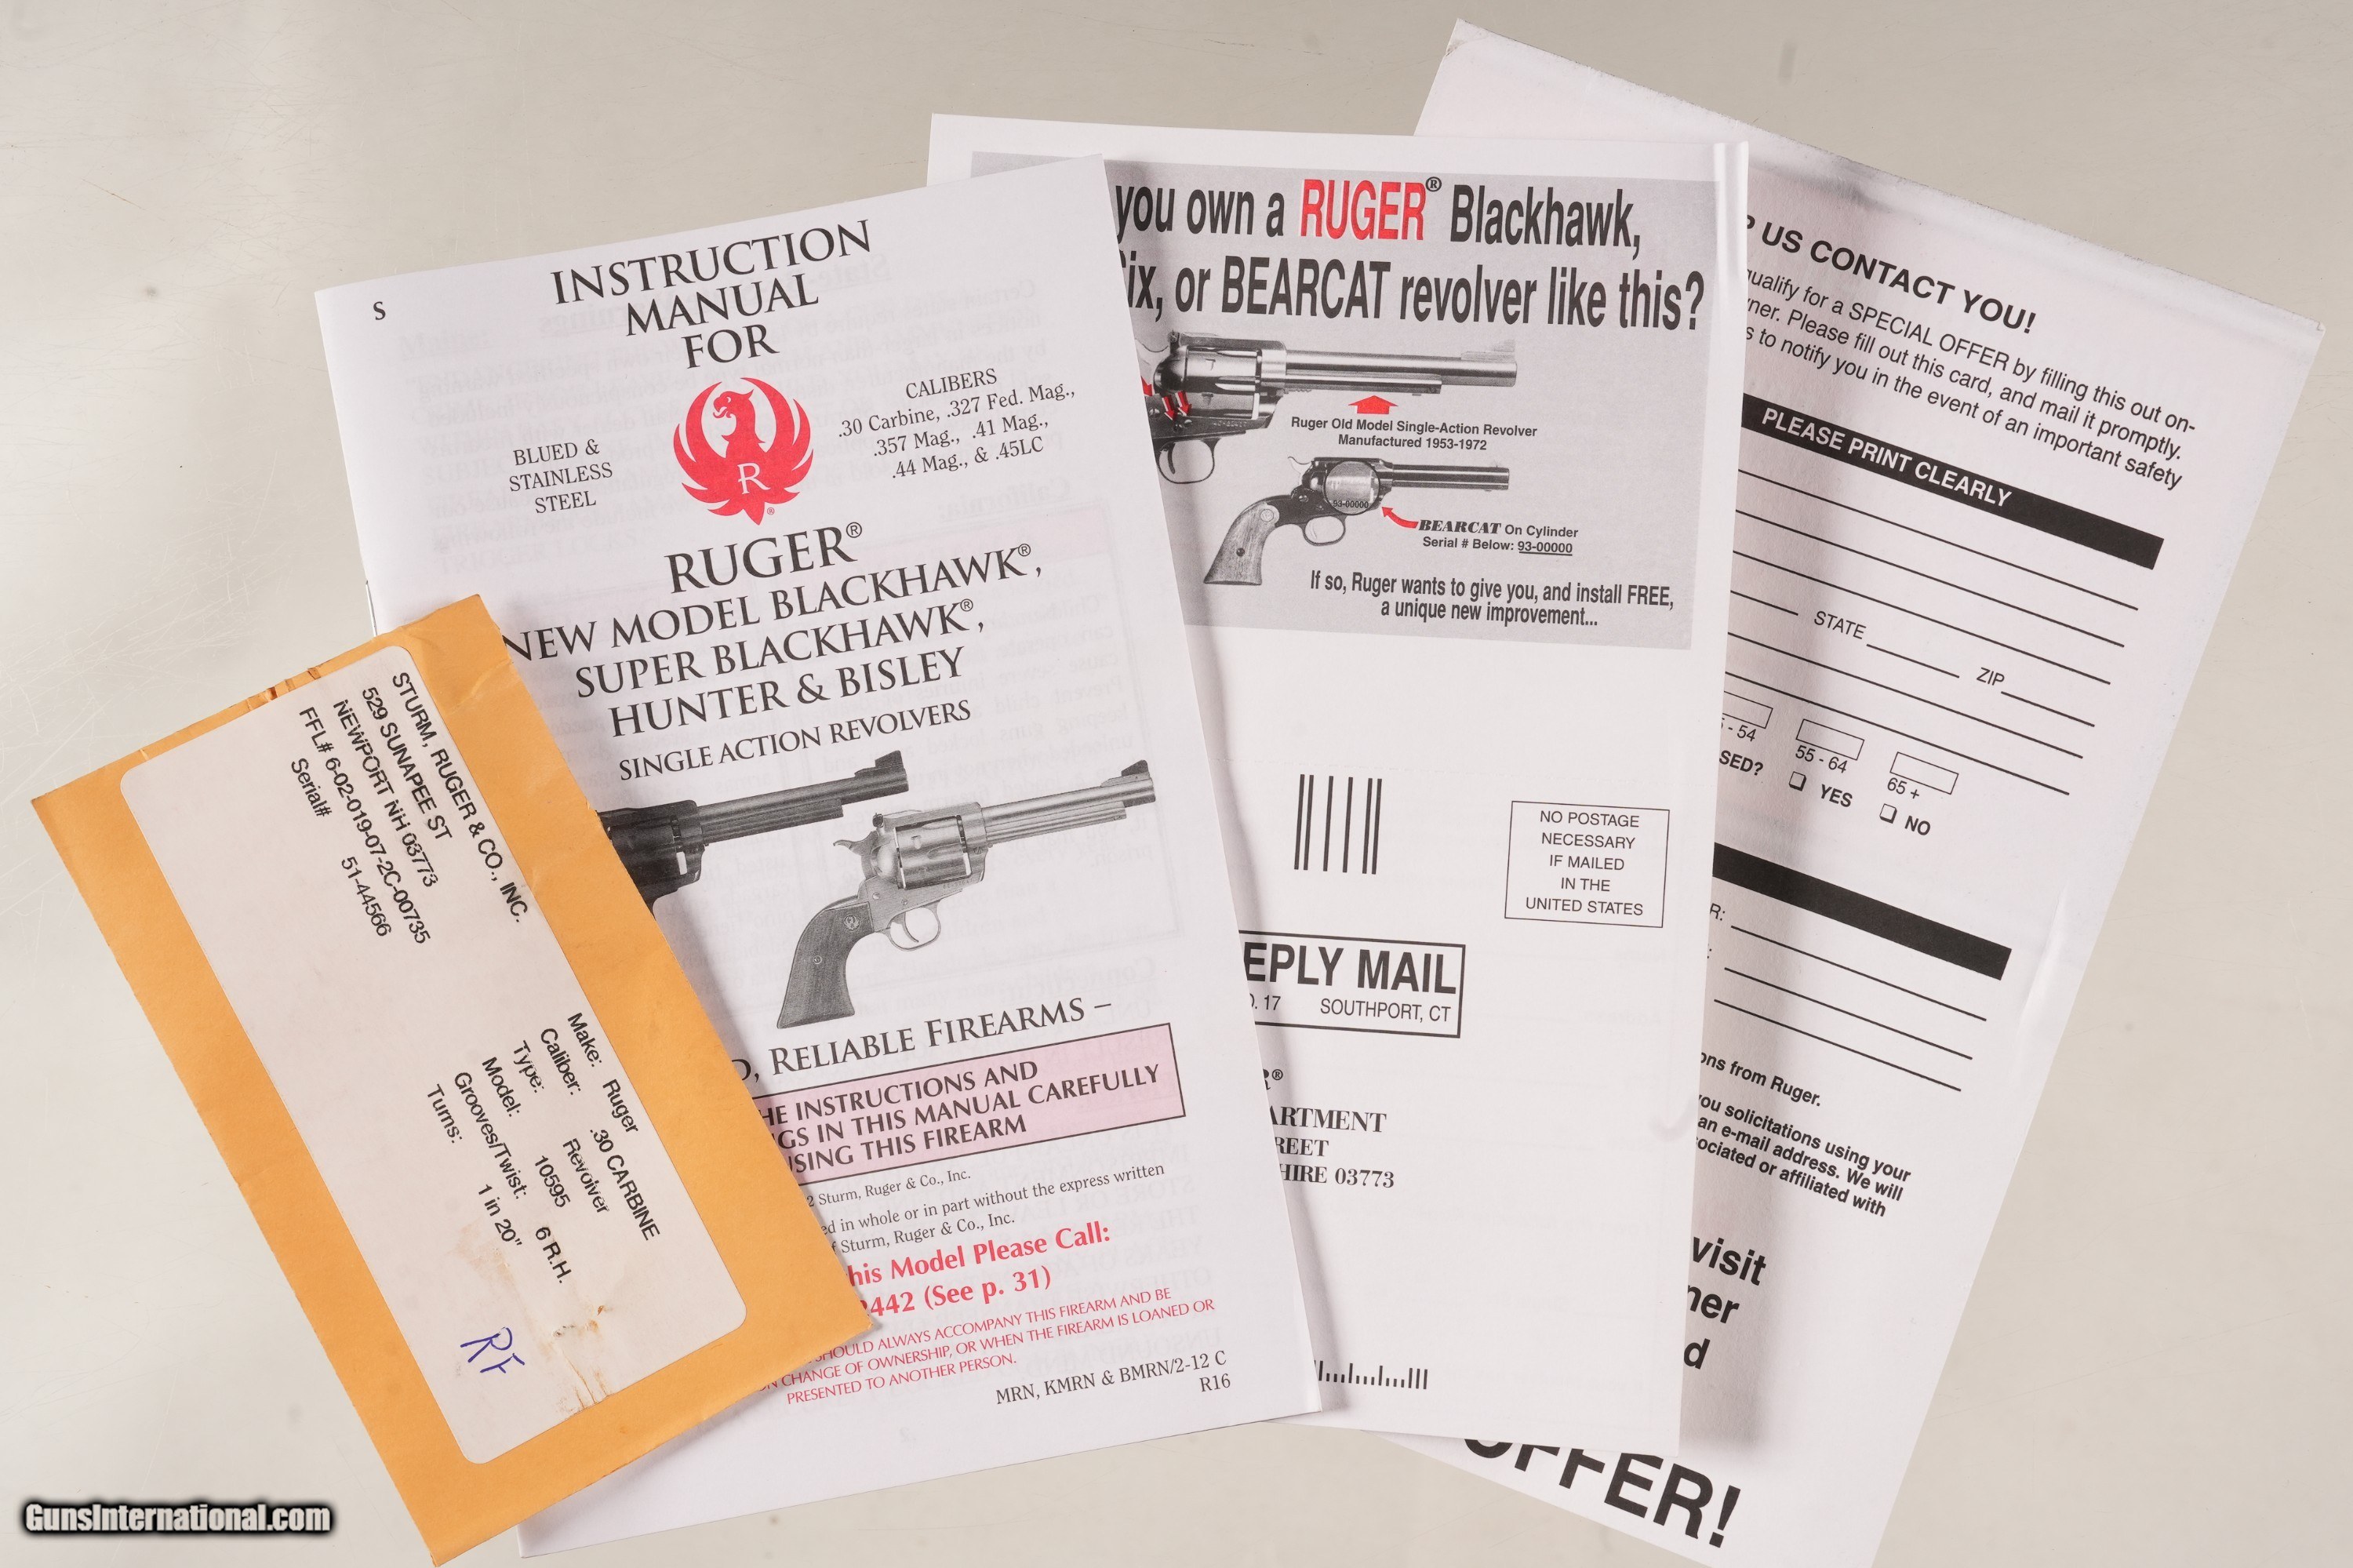 STURM, RUGER & CO., INC.
529 SUNAPEE ST
NEWPORT NH 03773
FFL# 6-02-019-07-2C-00735
Serial# 51-44566
Make: Ruger
Caliber: .30 CARBINE
Type: Revolver
Model: 10595
Grooves/Twist: 6 R.H.
Turns: 1 in 20"
RF
S
INSTRUCTION
MANUAL
FOR
BLUED &
STAINLESS
STEEL
R
®
CALIBERS
.30 Carbine, .327 Fed. Mag.,
.357 Mag., .41 Mag.,
.44 Mag., & .45LC
RUGER®
NEW MODEL BLACKHAWK®,
SUPER BLACKHAWK®,
HUNTER & BISLEY
SINGLE ACTION REVOLVERS
, RELIABLE FIREARMS –
INSTRUCTIONS AND
IN THIS MANUAL CAREFULLY
THIS FIREARM
Sturm, Ruger & Co., Inc.
in whole or in part without the express written
Sturm, Ruger & Co., Inc.
Model Please Call:
2442 (See p. 31)
SHOULD ALWAYS ACCOMPANY THIS FIREARM AND BE
CHANGE OF OWNERSHIP, OR WHEN THE FIREARM IS LOANED OR
PRESENTED TO ANOTHER PERSON.
MRN, KMRN & BMRN/2-12 C
R16
you own a RUGER® Blackhawk,
or BEARCAT revolver like this?
Ruger Old Model Single-Action Revolver
Manufactured 1953-1972
93-00000
BEARCAT On Cylinder
Serial # Below: 93-00000
If so, Ruger wants to give you, and install FREE,
a unique new improvement...
NO POSTAGE
NECESSARY
IF MAILED
IN THE
UNITED STATES
EPLY MAIL
17 SOUTHPORT, CT
®
ARTMENT
REET
HIRE 03773
US CONTACT YOU!
qualify for a SPECIAL OFFER by filling this out on-
Please fill out this card, and mail it promptly.
to notify you in the event of an important safety
PLEASE PRINT CLEARLY
STATE ZIP
- 54
55 - 64
65 +
SED? YES NO
R:
:
ons from Ruger.
you solicitations using your
an e-mail address. We will
ociated or affiliated with
visit
ner
d
OFFER!
GunsInternational.com